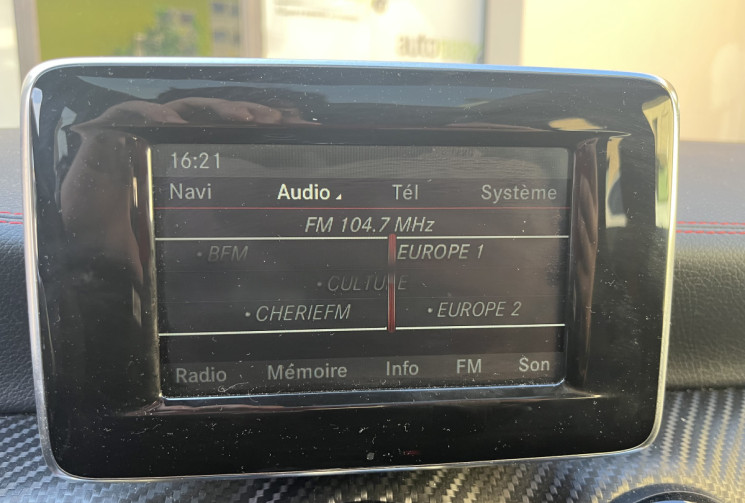 16:21
Navi Audio Tél Système
FM 104.7 MHz
BFM EUROPE 1
CULTURE
CHERIEFM EUROPE 2
Radio Mémoire Info FM Son